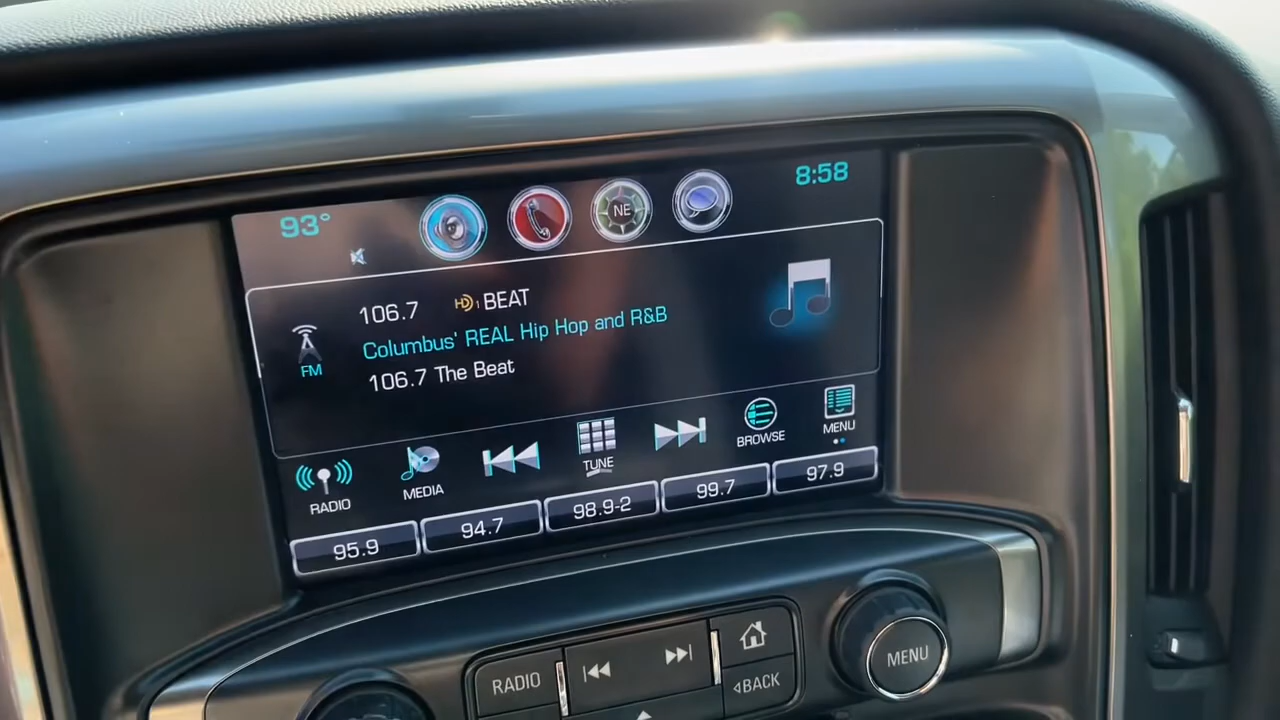 93°
NE
8:58
106.7 HD 1 BEAT
Columbus' REAL Hip Hop and R&B
106.7 The Beat
FM
RADIO
MEDIA
TUNE
BROWSE
MENU
95.9
94.7
98.9-2
99.7
97.9
RADIO
BACK
MENU